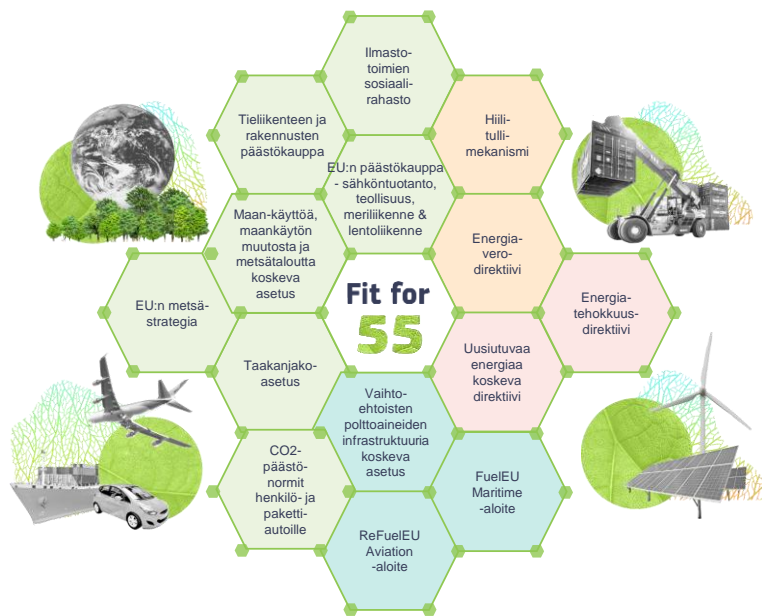 Ilmasto-
toimien
sosiaali-
rahasto
Tieliikenteen ja
rakennusten
päästökauppa
Hiili-
tulli-
mekanismi
EU:n päästökauppa
- sähköntuotanto,
teollisuus,
meriliikenne &
lentoliikenne
Maan-käyttöä,
maankäytön
muutosta ja
metsätaloutta
koskeva
asetus
Energia-
vero-
direktiivi
EU:n metsä-
strategia
Fit for
55
Energia-
tehokkuus-
direktiivi
Taakanjako-
asetus
Uusiutuvaa
energiaa
koskeva
direktiivi
Vaihto-
ehtoisten
polttoaineiden
infrastruktuuria
koskeva
asetus
CO2-
päästö-
normit
henkilö- ja
paketti-
autoille
FuelEU
Maritime
-aloite
ReFuelEU
Aviation
-aloite